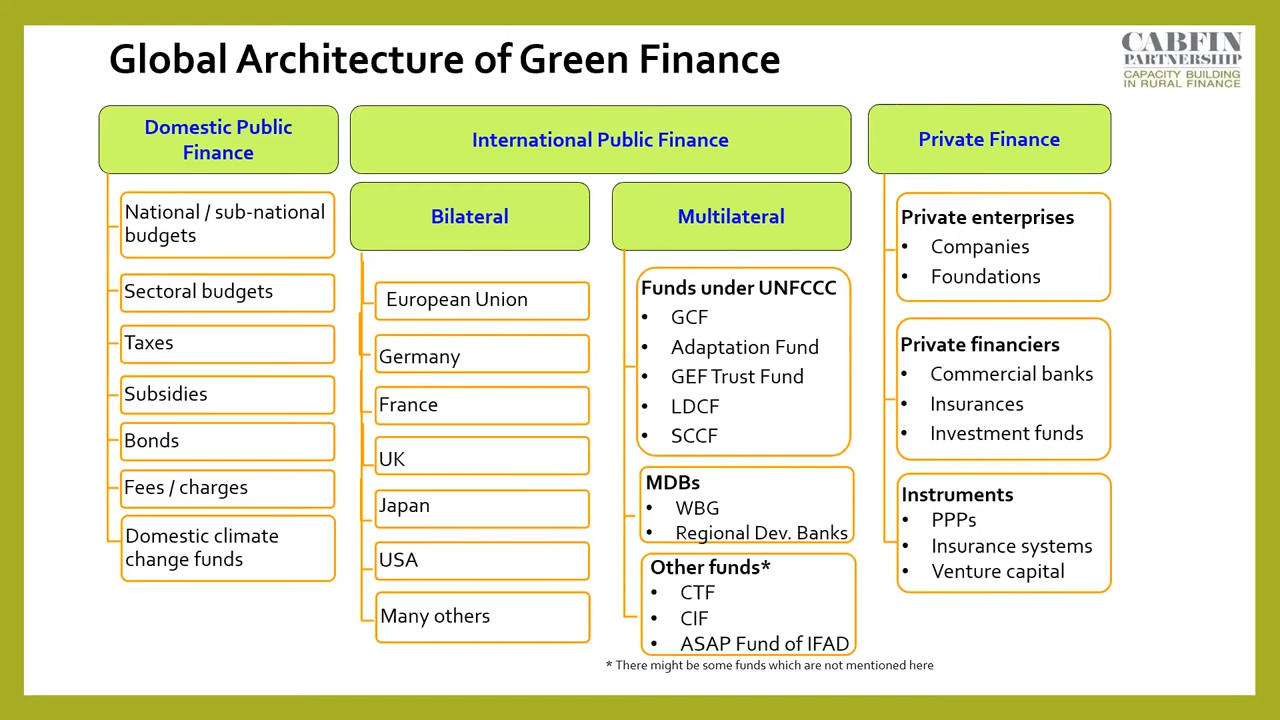 Global Architecture of Green Finance
CABFIN
PARTNERSHIP
CAPACITY BUILDING
IN RURAL FINANCE
Domestic Public
Finance
National / sub-national
budgets
Sectoral budgets
Taxes
Subsidies
Bonds
Fees / charges
Domestic climate
change funds
International Public Finance
Bilateral
European Union
Germany
France
UK
Japan
USA
Many others
Multilateral
Funds under UNFCCC
• GCF
• Adaptation Fund
• GEF Trust Fund
• LDCF
• SCCF
MDBs
• WBG
• Regional Dev. Banks
Other funds*
• CTF
• CIF
• ASAP Fund of IFAD
* There might be some funds which are not mentioned here
Private Finance
Private enterprises
• Companies
• Foundations
Private financiers
• Commercial banks
• Insurances
• Investment funds
Instruments
• PPPs
• Insurance systems
• Venture capital